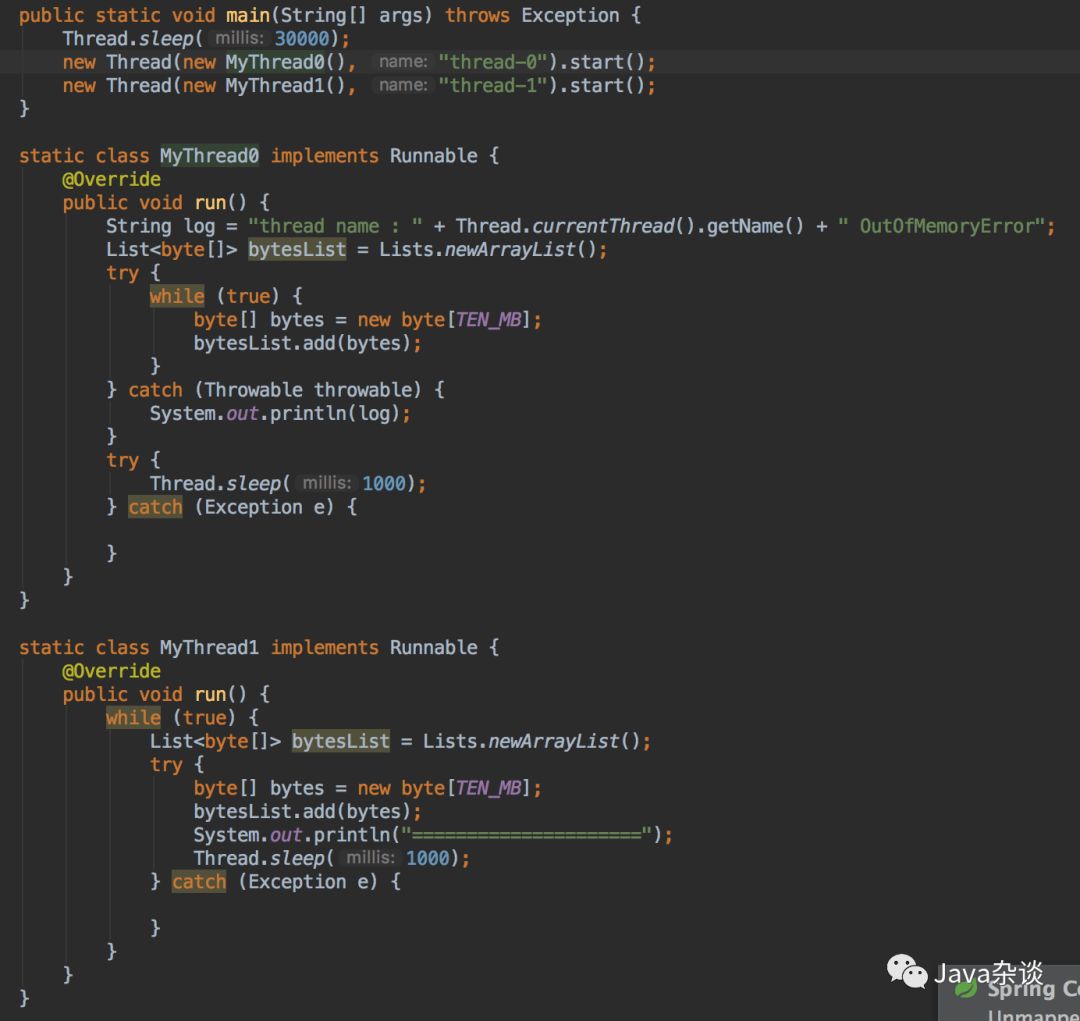 public static void main(String[] args) throws Exception {
    Thread.sleep( millis: 30000);
    new Thread(new MyThread0(), name: "thread-0").start();
    new Thread(new MyThread1(), name: "thread-1").start();
}

static class MyThread0 implements Runnable {
    @Override
    public void run() {
        String log = "thread name : " + Thread.currentThread().getName() + " OutOfMemoryError";
        List<byte[]> bytesList = Lists.newArrayList();
        try {
            while (true) {
                byte[] bytes = new byte[TEN_MB];
                bytesList.add(bytes);
            }
        } catch (Throwable throwable) {
            System.out.println(log);
        }
        try {
            Thread.sleep( millis: 1000);
        } catch (Exception e) {

        }
    }
}

static class MyThread1 implements Runnable {
    @Override
    public void run() {
        while (true) {
            List<byte[]> bytesList = Lists.newArrayList();
            try {
                byte[] bytes = new byte[TEN_MB];
                bytesList.add(bytes);
                System.out.println("=====================");
                Thread.sleep( millis: 1000);
            } catch (Exception e) {

            }
        }
    }
}
Java杂谈
Spring